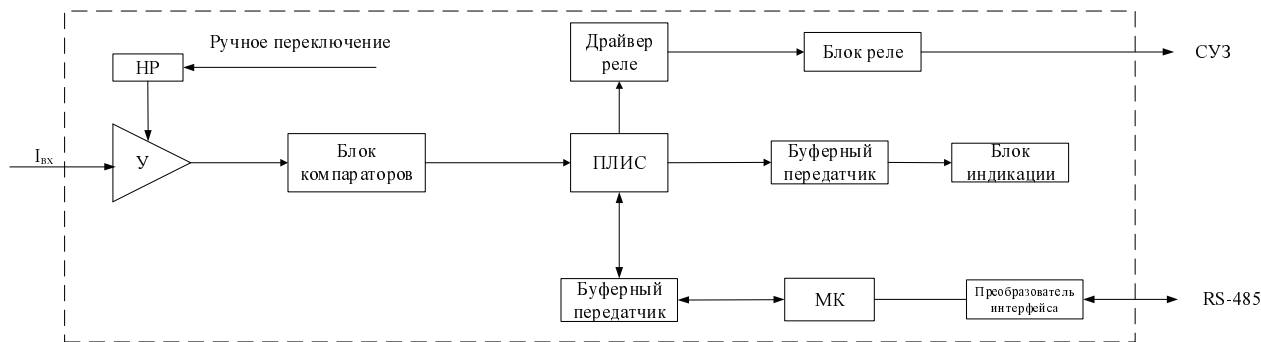 Ручное переключение
НР
Драйвер
реле
Блок реле
СУЗ
Iвх
У
Блок
компараторов
ПЛИС
Буферный
передатчик
Блок
индикации
Буферный
передатчик
МК
Преобразователь
интерфейса
RS-485